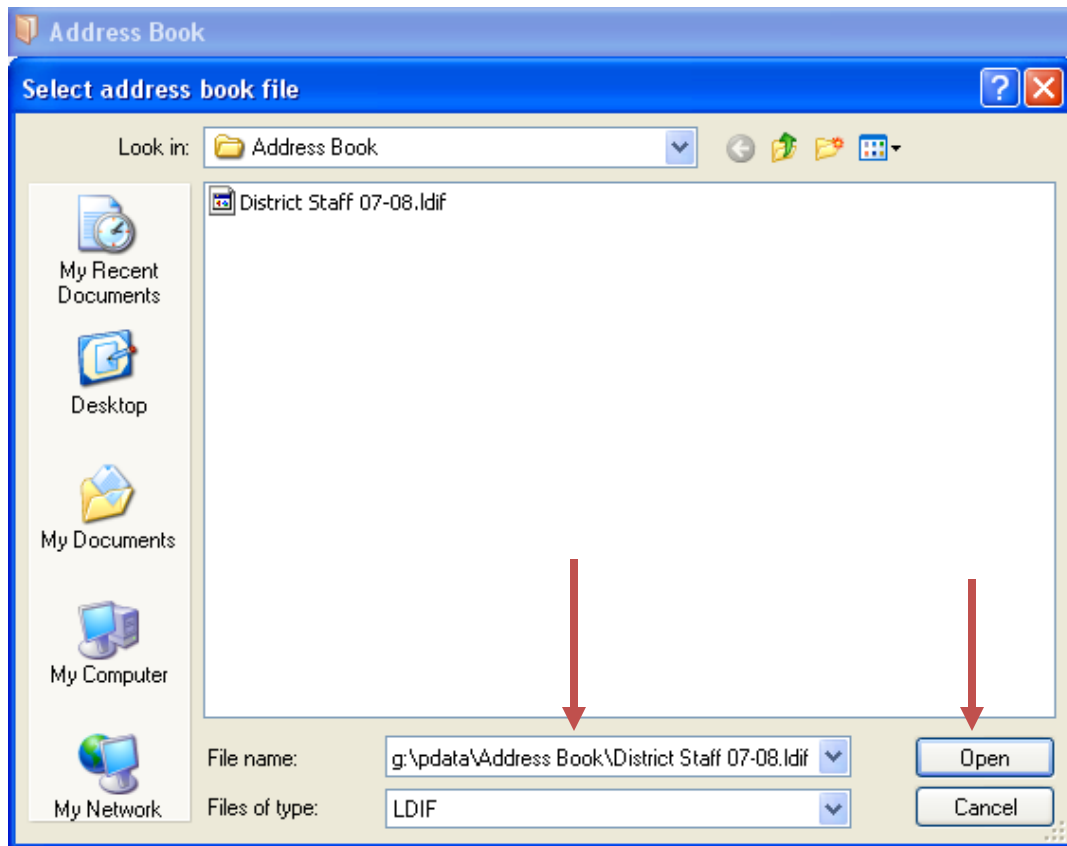 Address Book
Select address book file
Look in:
Address Book
District Staff 07-08.ldif
My Recent
Documents
Desktop
My Documents
My Computer
My Network
File name:
g:\pdata\Address Book\District Staff 07-08.ldif
Open
Files of type:
LDIF
Cancel